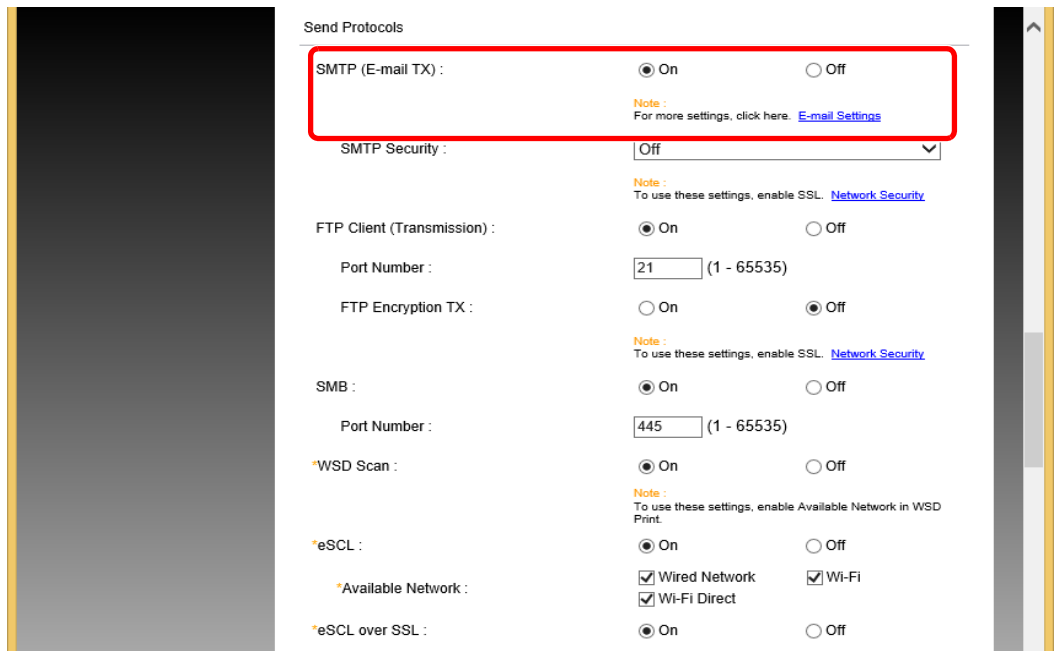 Send Protocols
SMTP (E-mail TX) : On Off
Note :
For more settings, click here. E-mail Settings
SMTP Security : Off
Note :
To use these settings, enable SSL. Network Security
FTP Client (Transmission) : On Off
Port Number : 21 (1 - 65535)
FTP Encryption TX : On Off
Note :
To use these settings, enable SSL. Network Security
SMB : On Off
Port Number : 445 (1 - 65535)
*WSD Scan : On Off
Note :
To use these settings, enable Available Network in WSD
Print.
*eSCL : On Off
*Available Network : Wired Network Wi-Fi
Wi-Fi Direct
*eSCL over SSL : On Off